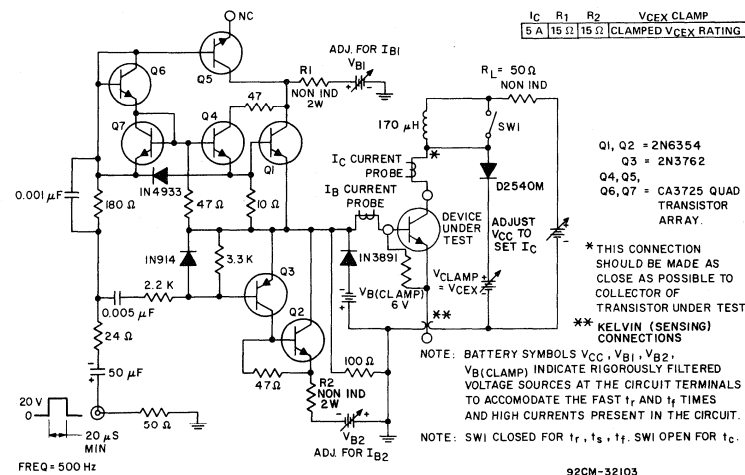 IC R1 R2 VCEX CLAMP
5 A 15 Ω 15 Ω CLAMPED VCEX RATING
NC
Q5
Q6
ADJ. FOR IB1
VB1
+ -
R1
NON IND
2W
RL = 50 Ω
NON IND
47
Q7
Q4
Q1
170 µH
SW1
IC CURRENT
PROBE
*
D2540M
Q1, Q2 = 2N6354
Q3 = 2N3762
Q4, Q5,
Q6, Q7 = CA3725 QUAD
TRANSISTOR
ARRAY.
IN4933
0.001 µF
180 Ω
47 Ω
10 Ω
IB CURRENT
PROBE
DEVICE
UNDER
TEST
ADJUST
VCC TO
SET IC
-
* THIS CONNECTION
SHOULD BE MADE AS
CLOSE AS POSSIBLE TO
COLLECTOR OF
TRANSISTOR UNDER TEST
IN914
3.3 K
Q3
IN3891
VCLAMP +
= VCEX -
2.2 K
0.005 µF
-
+
VB(CLAMP)
6 V
**
** KELVIN (SENSING)
CONNECTIONS
24 Ω
Q2
47 Ω
100 Ω
-
+
50 µF
R2
NON IND
2W
- +
VB2
ADJ. FOR IB2
NOTE: BATTERY SYMBOLS VCC, VB1, VB2,
VB(CLAMP) INDICATE RIGOROUSLY FILTERED
VOLTAGE SOURCES AT THE CIRCUIT TERMINALS
TO ACCOMODATE THE FAST tr AND tf TIMES
AND HIGH CURRENTS PRESENT IN THE CIRCUIT.
20 V
0
50 Ω
20 µS
MIN
NOTE: SW1 CLOSED FOR tr, ts, tf. SW1 OPEN FOR tc.
FREQ = 500 Hz
92CM-32103